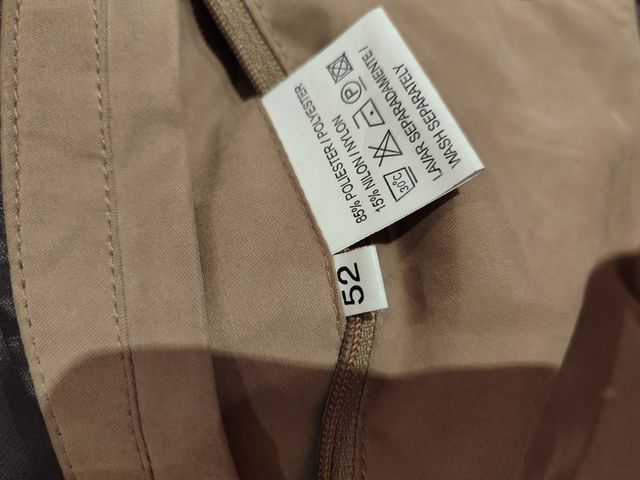 85% POLIESTER / POLYESTER
15% NILON / NYLON
30°C
P
LAVAR SEPARADAMENTE /
WASH SEPARATELY
52